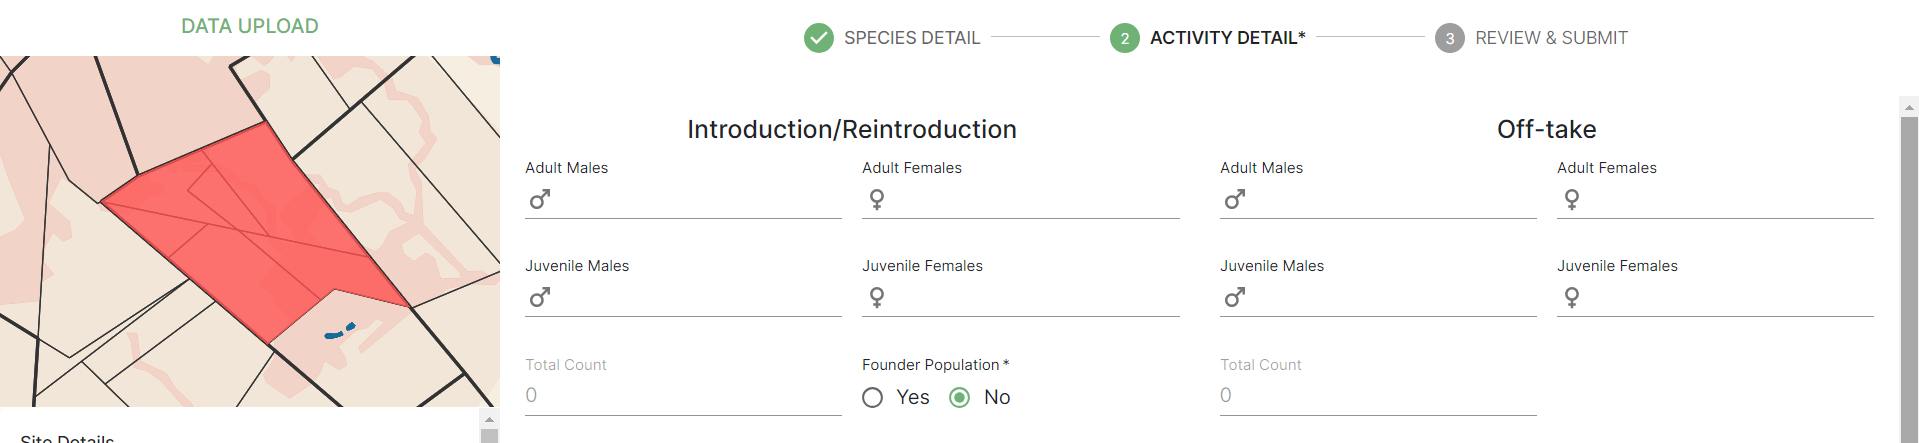 DATA UPLOAD
SPECIES DETAIL
2 ACTIVITY DETAIL*
3 REVIEW & SUBMIT
Introduction/Reintroduction
Off-take
Adult Males
Adult Females
Adult Males
Adult Females
Juvenile Males
Juvenile Females
Juvenile Males
Juvenile Females
Total Count
Founder Population *
Total Count
0
Yes
No
0
Site Details